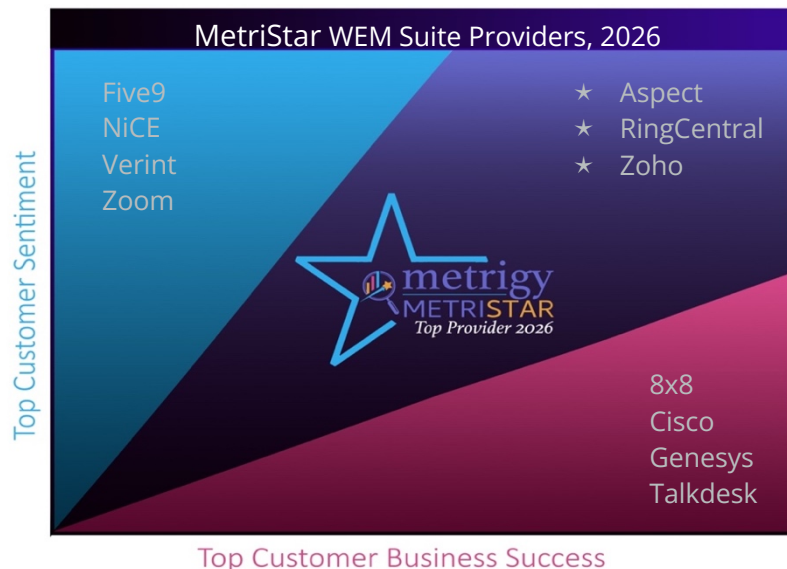 MetriStar WEM Suite Providers, 2026
Top Customer Sentiment
Five9
NiCE
Verint
Zoom
★ Aspect
★ RingCentral
★ Zoho
metrigy
METRISTAR
Top Provider 2026
8x8
Cisco
Genesys
Talkdesk
Top Customer Business Success